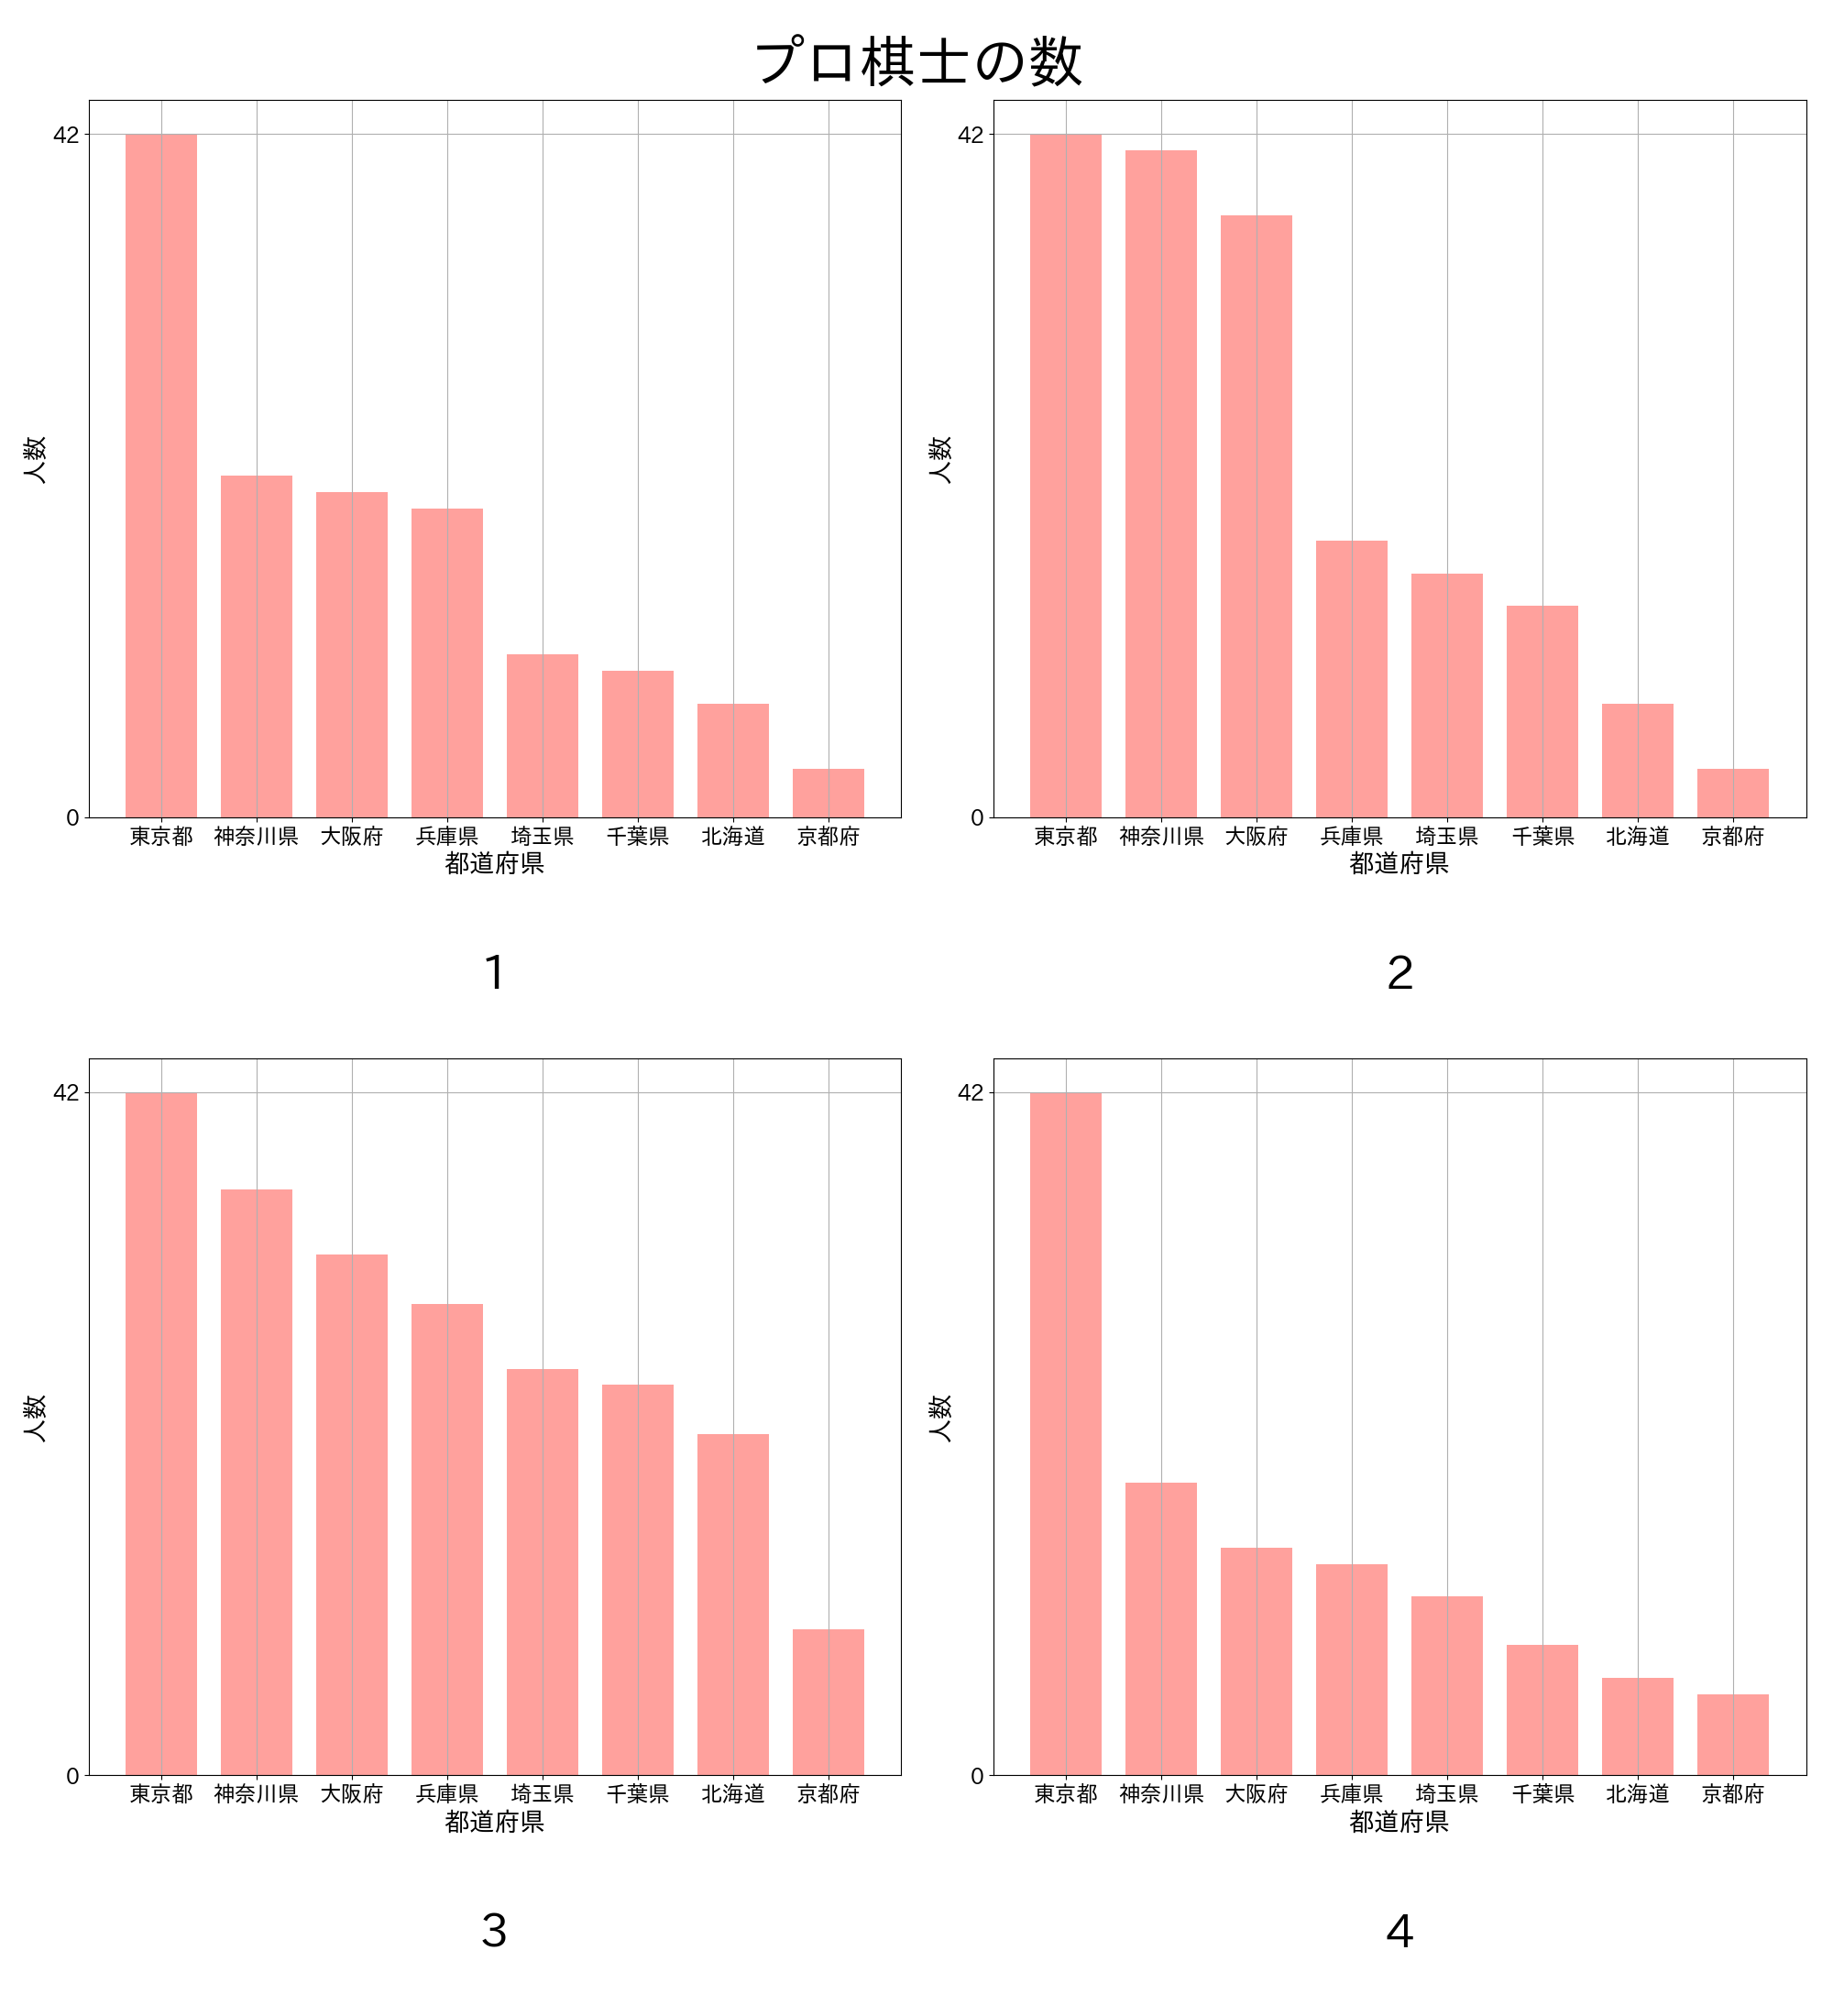 プロ棋士の数
42
0
人数
東京都 神奈川県 大阪府 兵庫県 埼玉県 千葉県 北海道 京都府
都道府県
1
42
0
人数
東京都 神奈川県 大阪府 兵庫県 埼玉県 千葉県 北海道 京都府
都道府県
2
42
0
人数
東京都 神奈川県 大阪府 兵庫県 埼玉県 千葉県 北海道 京都府
都道府県
3
42
0
人数
東京都 神奈川県 大阪府 兵庫県 埼玉県 千葉県 北海道 京都府
都道府県
4